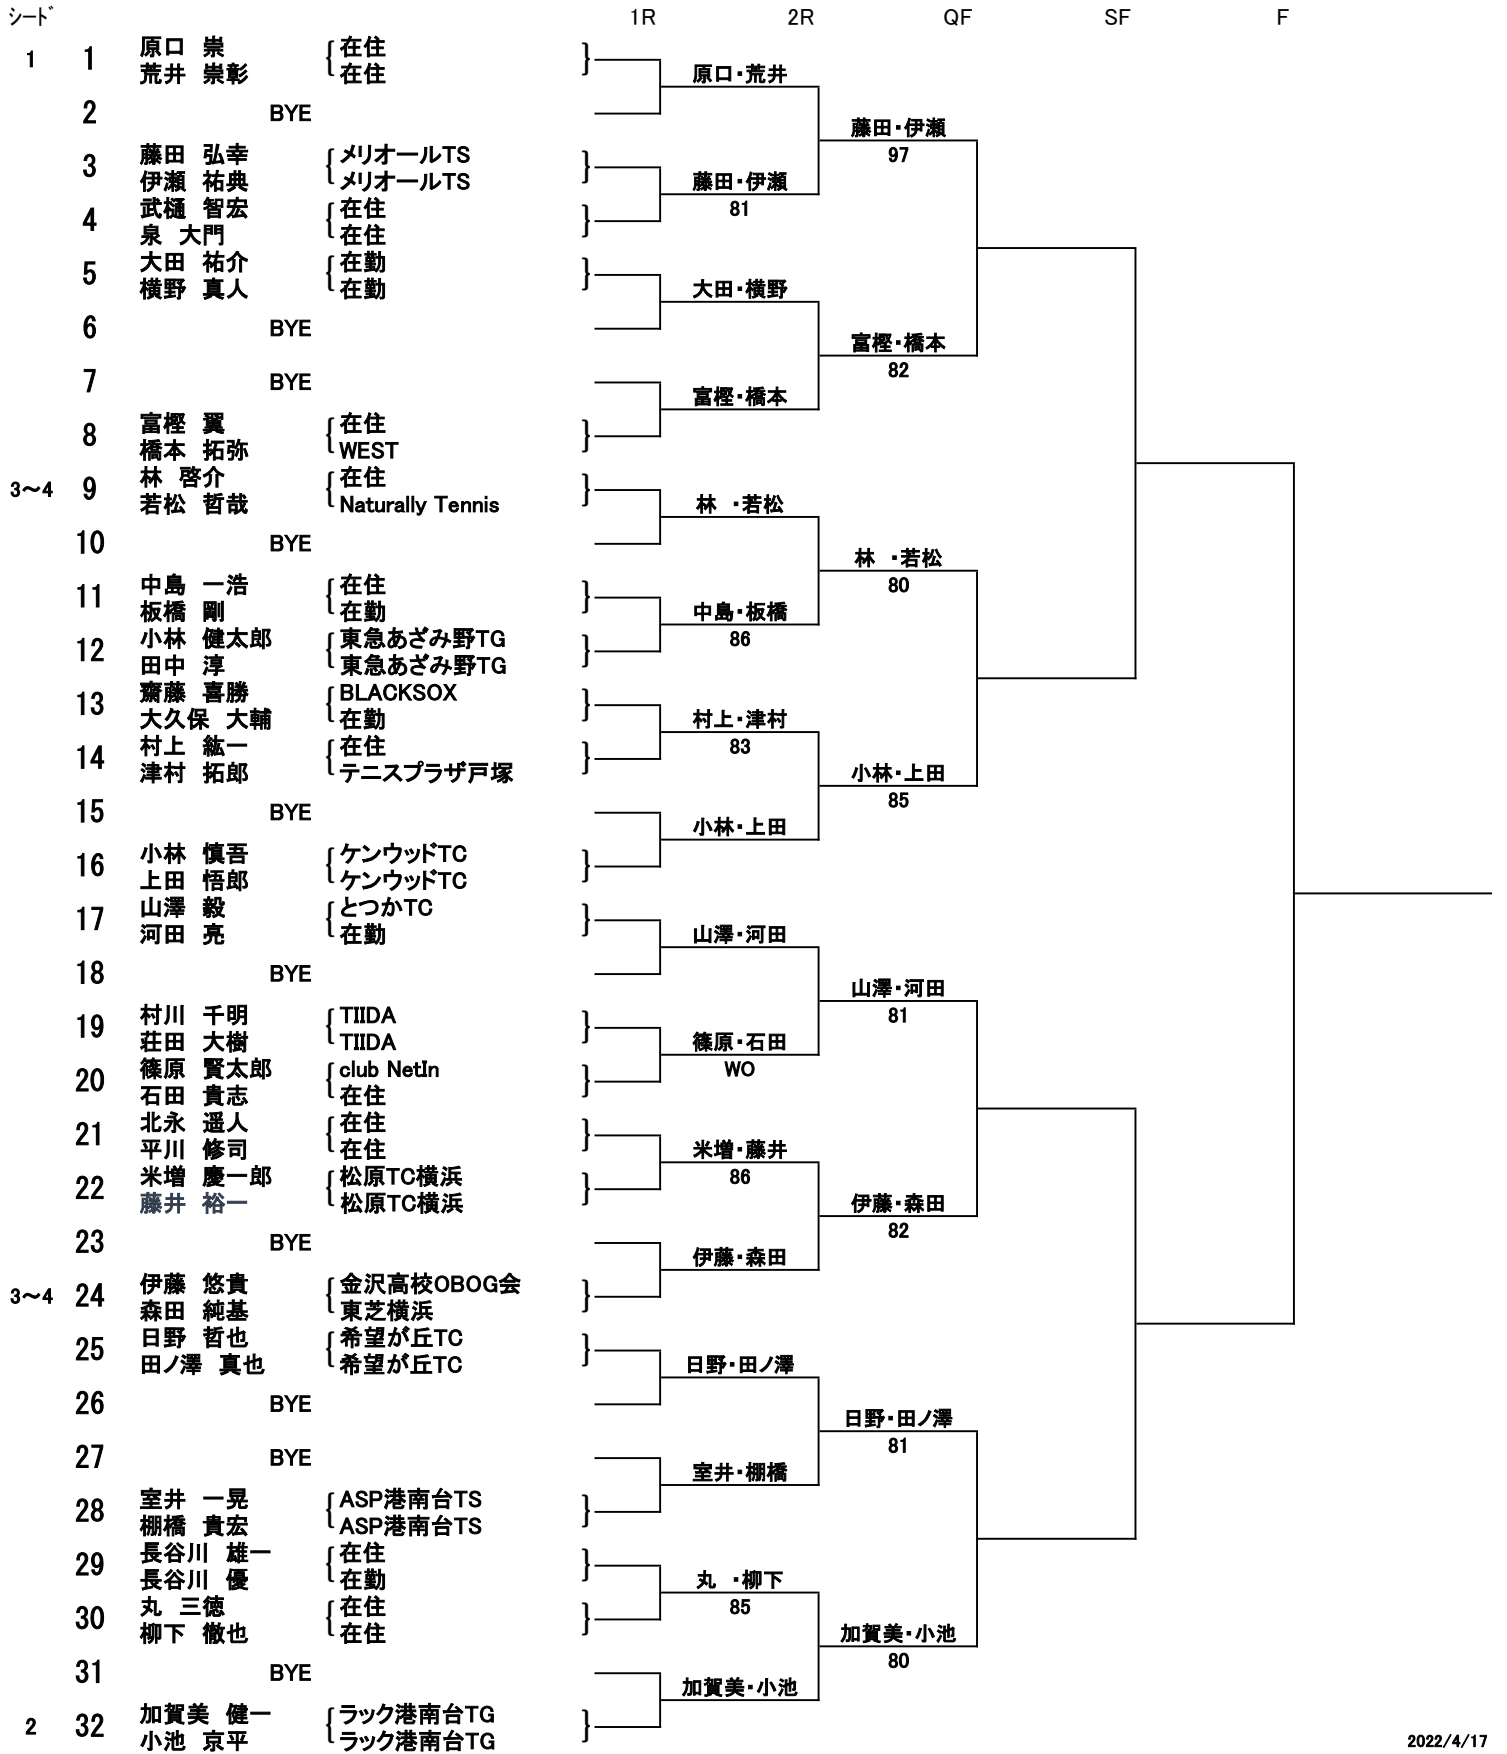 シード 1R 2R QF SF F
1 1 原口 崇 在住
荒井 崇彰 在住
原口・荒井
2 BYE
藤田・伊瀬
97
3 藤田 弘幸 メリオールTS
伊瀬 祐典 メリオールTS
藤田・伊瀬
81
4 武樋 智宏 在住
泉 大門 在住
5 大田 祐介 在勤
横野 真人 在勤
大田・横野
6 BYE
富樫・橋本
82
7 BYE
富樫・橋本
8 富樫 翼 在住
橋本 拓弥 WEST
3〜4 9 林 啓介 在住
若松 哲哉 Naturally Tennis
林 ・若松
10 BYE
林 ・若松
80
11 中島 一浩 在住
板橋 剛 在勤
中島・板橋
86
12 小林 健太郎 東急あざみ野TG
田中 淳 東急あざみ野TG
13 齋藤 喜勝 BLACKSOX
大久保 大輔 在勤
村上・津村
83
14 村上 紘一 在住
津村 拓郎 テニスプラザ戸塚
小林・上田
85
15 BYE
小林・上田
16 小林 慎吾 ケンウッドTC
上田 悟郎 ケンウッドTC
17 山澤 毅 とつかTC
河田 亮 在勤
山澤・河田
18 BYE
山澤・河田
81
19 村川 千明 TIIDA
荘田 大樹 TIIDA
篠原・石田
WO
20 篠原 賢太郎 club NetIn
石田 貴志 在住
21 北永 遥人 在住
平川 修司 在住
米増・藤井
86
22 米増 慶一郎 松原TC横浜
藤井 裕一 松原TC横浜
伊藤・森田
82
23 BYE
伊藤・森田
3〜4 24 伊藤 悠貴 金沢高校OBOG会
森田 純基 東芝横浜
25 日野 哲也 希望が丘TC
田ノ澤 真也 希望が丘TC
日野・田ノ澤
26 BYE
日野・田ノ澤
81
27 BYE
室井・棚橋
28 室井 一晃 ASP港南台TS
棚橋 貴宏 ASP港南台TS
29 長谷川 雄一 在住
長谷川 優 在勤
丸 ・柳下
85
30 丸 三徳 在住
柳下 徹也 在住
加賀美・小池
80
31 BYE
加賀美・小池
2 32 加賀美 健一 ラック港南台TG
小池 京平 ラック港南台TG
2022/4/17